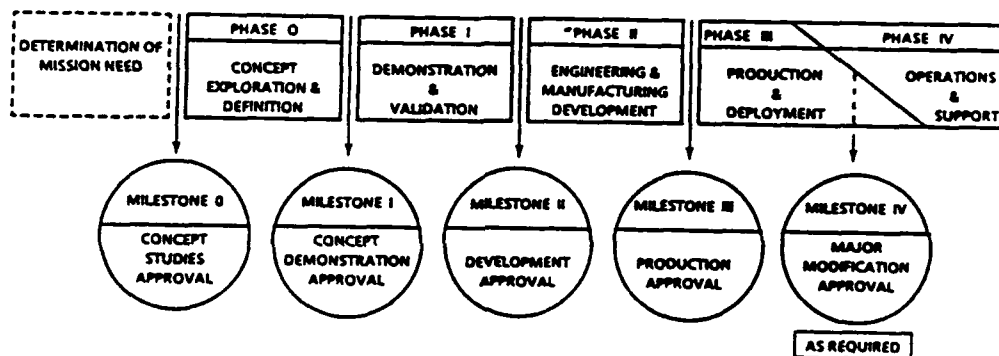 DETERMINATION OF
MISSION NEED
PHASE 0
CONCEPT
EXPLORATION &
DEFINITION
PHASE I
DEMONSTRATION
&
VALIDATION
PHASE II
ENGINEERING &
MANUFACTURING
DEVELOPMENT
PHASE III
PRODUCTION
&
DEPLOYMENT
PHASE IV
OPERATIONS
&
SUPPORT
MILESTONE 0
CONCEPT
STUDIES
APPROVAL
MILESTONE I
CONCEPT
DEMONSTRATION
APPROVAL
MILESTONE II
DEVELOPMENT
APPROVAL
MILESTONE III
PRODUCTION
APPROVAL
MILESTONE IV
MAJOR
MODIFICATION
APPROVAL
AS REQUIRED